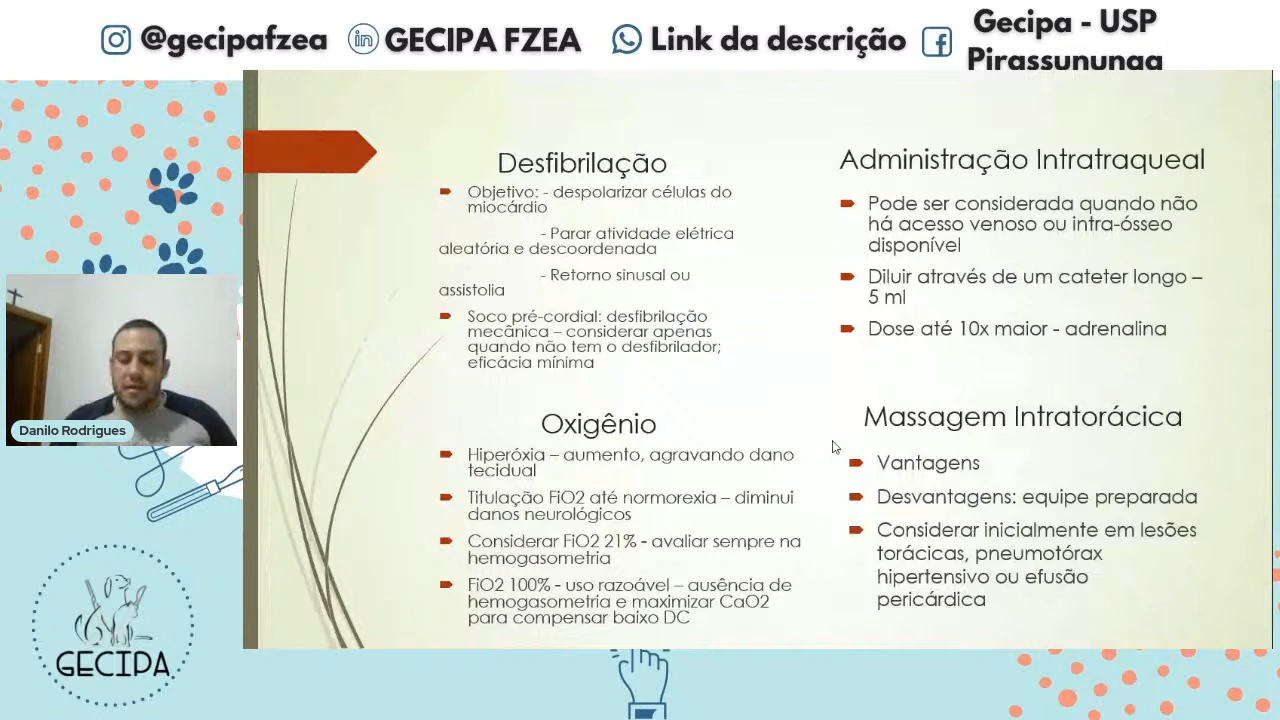 @gecipafzea
GECIPA FZEA
Link da descrição
Gecipa - USP
Pirassununga
Desfibrilação
Objetivo: - despolarizar células do
miocárdio
- Parar atividade elétrica
aleatória e descoordenada
- Retorno sinusal ou
assistolia
Soco pré-cordial: desfibrilação
mecânica – considerar apenas
quando não tem o desfibrilador;
eficácia mínima
Oxigênio
Hiperóxia – aumento, agravando dano
tecidual
Titulação FiO2 até normorexia – diminui
danos neurológicos
Considerar FiO2 21% - avaliar sempre na
hemogasometria
FiO2 100% - uso razoável – ausência de
hemogasometria e maximizar CaO2
para compensar baixo DC
Administração Intratraqueal
Pode ser considerada quando não
há acesso venoso ou intra-ósseo
disponível
Diluir através de um cateter longo –
5 ml
Dose até 10x maior - adrenalina
Massagem Intratorácica
Vantagens
Desvantagens: equipe preparada
Considerar inicialmente em lesões
torácicas, pneumotórax
hipertensivo ou efusão
pericárdica
Danilo Rodrigues
GECIPA